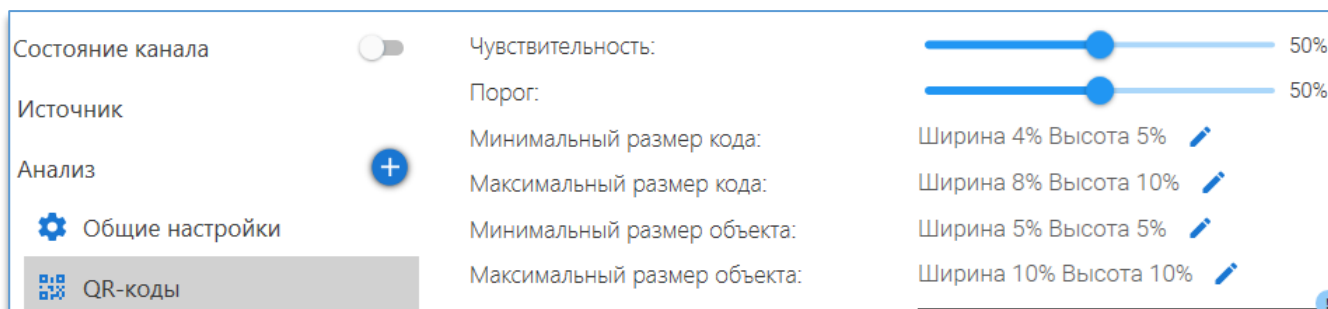 Состояние канала
Источник
Анализ
Общие настройки
QR-коды
Чувствительность: 50%
Порог: 50%
Минимальный размер кода: Ширина 4% Высота 5%
Максимальный размер кода: Ширина 8% Высота 10%
Минимальный размер объекта: Ширина 5% Высота 5%
Максимальный размер объекта: Ширина 10% Высота 10%